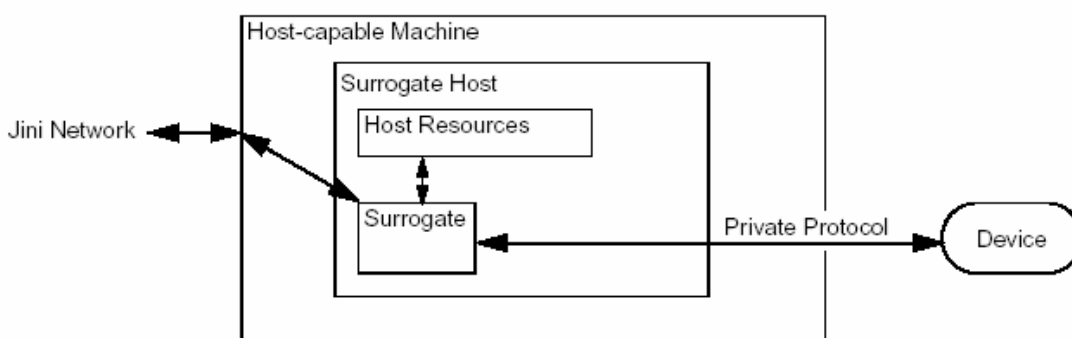 Host-capable Machine
Surrogate Host
Host Resources
Jini Network
Surrogate
Private Protocol
Device